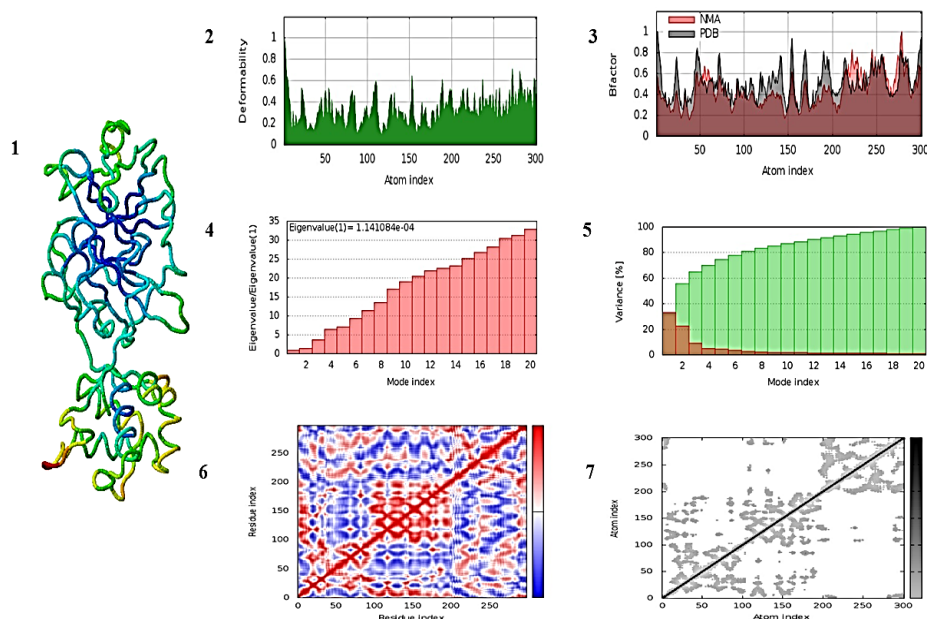 1
2
Deformability
1
0.8
0.6
0.4
0.2
0
50 100 150 200 250 300
Atom index
3
NMA
PDB
Bfactor
1
0.8
0.6
0.4
0.2
0
50 100 150 200 250 300
Atom index
4
Eigenvalue(1)= 1.141084e-04
Eigenvalue/Eigenvalue(1)
35
30
25
20
15
10
5
0
2 4 6 8 10 12 14 16 18 20
Mode index
5
Variance [%]
100
80
60
40
20
0
2 4 6 8 10 12 14 16 18 20
Mode index
6
Residue index
250
200
150
100
50
0
0 50 100 150 200 250
Residue index
7
Atom index
300
250
200
150
100
50
0
0 50 100 150 200 250 300
Atom index